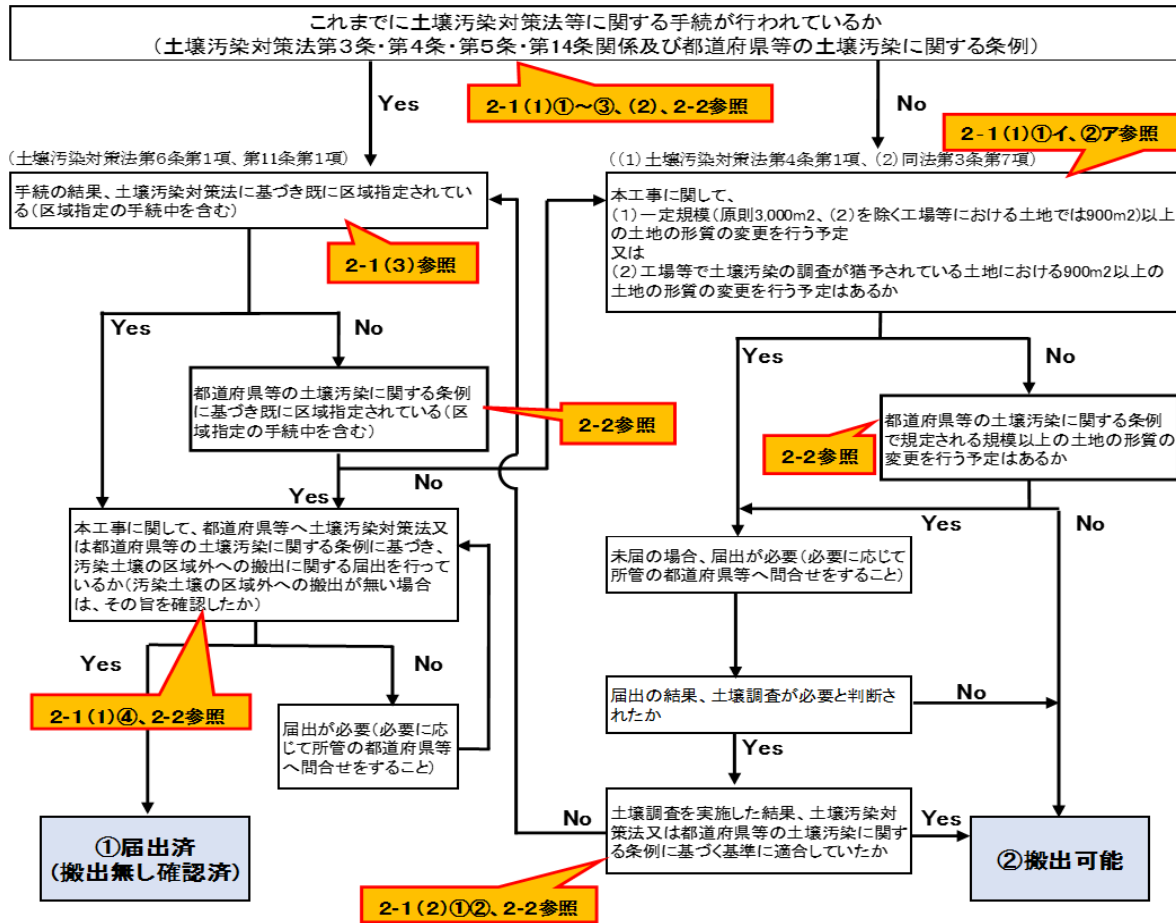 これまでに土壌汚染対策法等に関する手続が行われているか
(土壌汚染対策法第3条・第4条・第5条・第14条関係及び都道府県等の土壌汚染に関する条例)
Yes
2-1(1)①～③、(2)、2-2参照
No
2-1(1)①イ、②ア参照
(土壌汚染対策法第6条第1項、第11条第1項)
手続の結果、土壌汚染対策法に基づき既に区域指定されてい
る(区域指定の手続中を含む)
2-1(3)参照
((1)土壌汚染対策法第4条第1項、(2)同法第3条第7項)
本工事に関して、
(1)一定規模(原則3,000m2、(2)を除く工場等における土地では900m2)以上
の土地の形質の変更を行う予定
又は
(2)工場等で土壌汚染の調査が猶予されている土地における900m2以上の
土地の形質の変更を行う予定はあるか
Yes
No
都道府県等の土壌汚染に関する条例
に基づき既に区域指定されている(区
域指定の手続中を含む)
2-2参照
Yes
No
都道府県等の土壌汚染に関する条例
で規定される規模以上の土地の形質の
変更を行う予定はあるか
2-2参照
Yes
No
本工事に関して、都道府県等へ土壌汚染対策法又
は都道府県等の土壌汚染に関する条例に基づき、
汚染土壌の区域外への搬出に関する届出を行って
いるか(汚染土壌の区域外への搬出が無い場合
は、その旨を確認したか)
Yes
No
未届の場合、届出が必要(必要に応じて
所管の都道府県等へ問合せをすること)
Yes
No
2-1(1)④、2-2参照
届出が必要(必要に応
じて所管の都道府県等
へ問合せをすること)
届出の結果、土壌調査が必要と判断さ
れたか
No
Yes
①届出済
(搬出無し確認済)
No
土壌調査を実施した結果、土壌汚染対
策法又は都道府県等の土壌汚染に関す
る条例に基づく基準に適合していたか
Yes
②搬出可能
2-1(2)①②、2-2参照